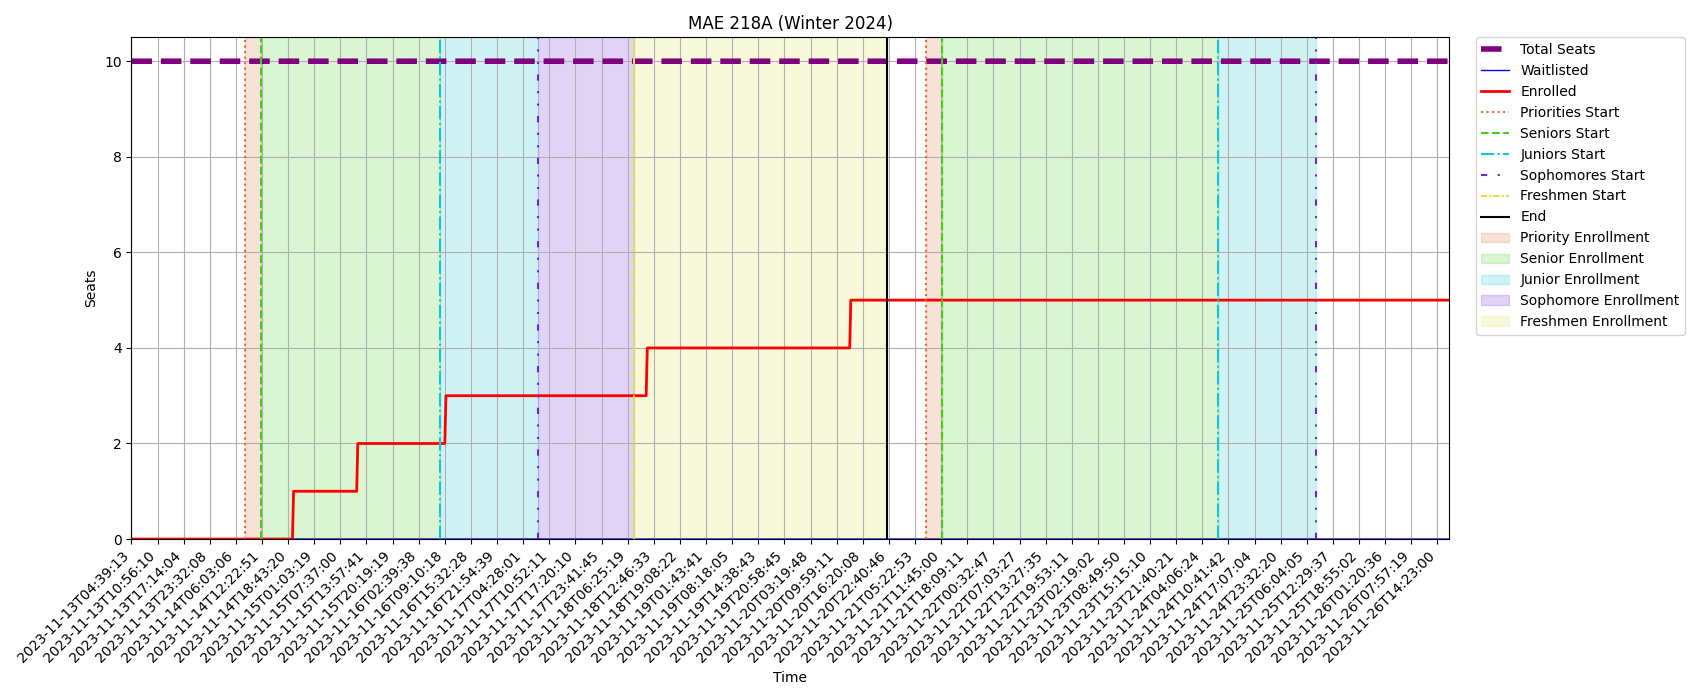 MAE 218A (Winter 2024)
Seats
10
8
6
4
2
0
2023-11-13T04:39:13
2023-11-13T10:56:10
2023-11-13T17:14:04
2023-11-13T23:32:08
2023-11-14T06:03:06
2023-11-14T12:22:51
2023-11-14T18:43:20
2023-11-15T01:03:19
2023-11-15T07:37:00
2023-11-15T13:57:41
2023-11-15T20:19:19
2023-11-16T02:39:38
2023-11-16T09:10:18
2023-11-16T15:32:28
2023-11-16T21:54:39
2023-11-17T04:28:01
2023-11-17T10:52:11
2023-11-17T17:20:10
2023-11-17T23:41:45
2023-11-18T06:25:19
2023-11-18T12:46:33
2023-11-18T19:08:22
2023-11-19T01:43:41
2023-11-19T08:18:05
2023-11-19T14:38:43
2023-11-19T20:58:45
2023-11-20T03:19:48
2023-11-20T09:59:11
2023-11-20T16:20:08
2023-11-20T22:40:46
2023-11-21T05:22:53
2023-11-21T11:45:00
2023-11-21T18:09:11
2023-11-22T00:32:47
2023-11-22T07:03:27
2023-11-22T13:27:35
2023-11-22T19:53:11
2023-11-23T02:19:02
2023-11-23T08:49:50
2023-11-23T15:15:10
2023-11-23T21:40:21
2023-11-24T04:06:24
2023-11-24T10:41:42
2023-11-24T17:07:04
2023-11-24T23:32:20
2023-11-25T06:04:05
2023-11-25T12:29:37
2023-11-25T18:55:02
2023-11-26T01:20:36
2023-11-26T07:57:19
2023-11-26T14:23:00
Time
Total Seats
Waitlisted
Enrolled
Priorities Start
Seniors Start
Juniors Start
Sophomores Start
Freshmen Start
End
Priority Enrollment
Senior Enrollment
Junior Enrollment
Sophomore Enrollment
Freshmen Enrollment